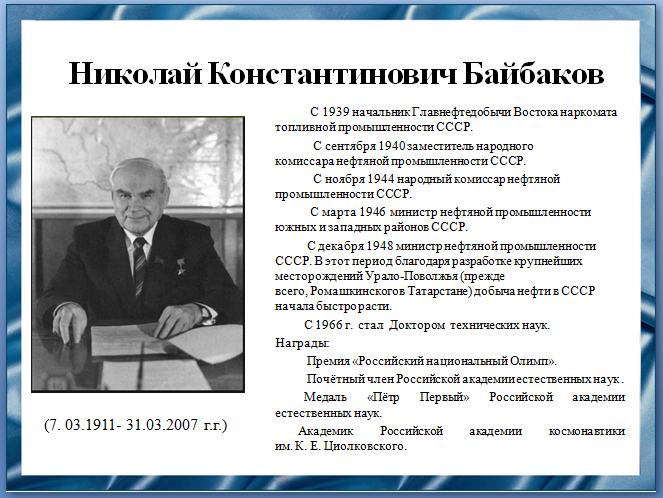 Николай Константинович Байбаков
С 1939 начальник Главнефтедобычи Востока наркомата
топливной промышленности СССР.
С сентября 1940 заместитель народного
комиссара нефтяной промышленности СССР.
С ноября 1944 народный комиссар нефтяной
промышленности СССР.
С марта 1946 министр нефтяной промышленности
южных и западных районов СССР.
С декабря 1948 министр нефтяной промышленности
СССР. В этот период благодаря разработке крупнейших
месторождений Урало-Поволжья (прежде
всего, Ромашкинского в Татарстане) добыча нефти в СССР
начала быстро расти.
С 1966 г. стал Доктором технических наук.
Награды:
Премия «Российский национальный Олимп».
Почётный член Российской академии естественных наук .
Медаль «Пётр Первый» Российской академии
естественных наук.
Академик Российской академии космонавтики
им. К. Е. Циолковского.
(7. 03.1911- 31.03.2007 г.г.)